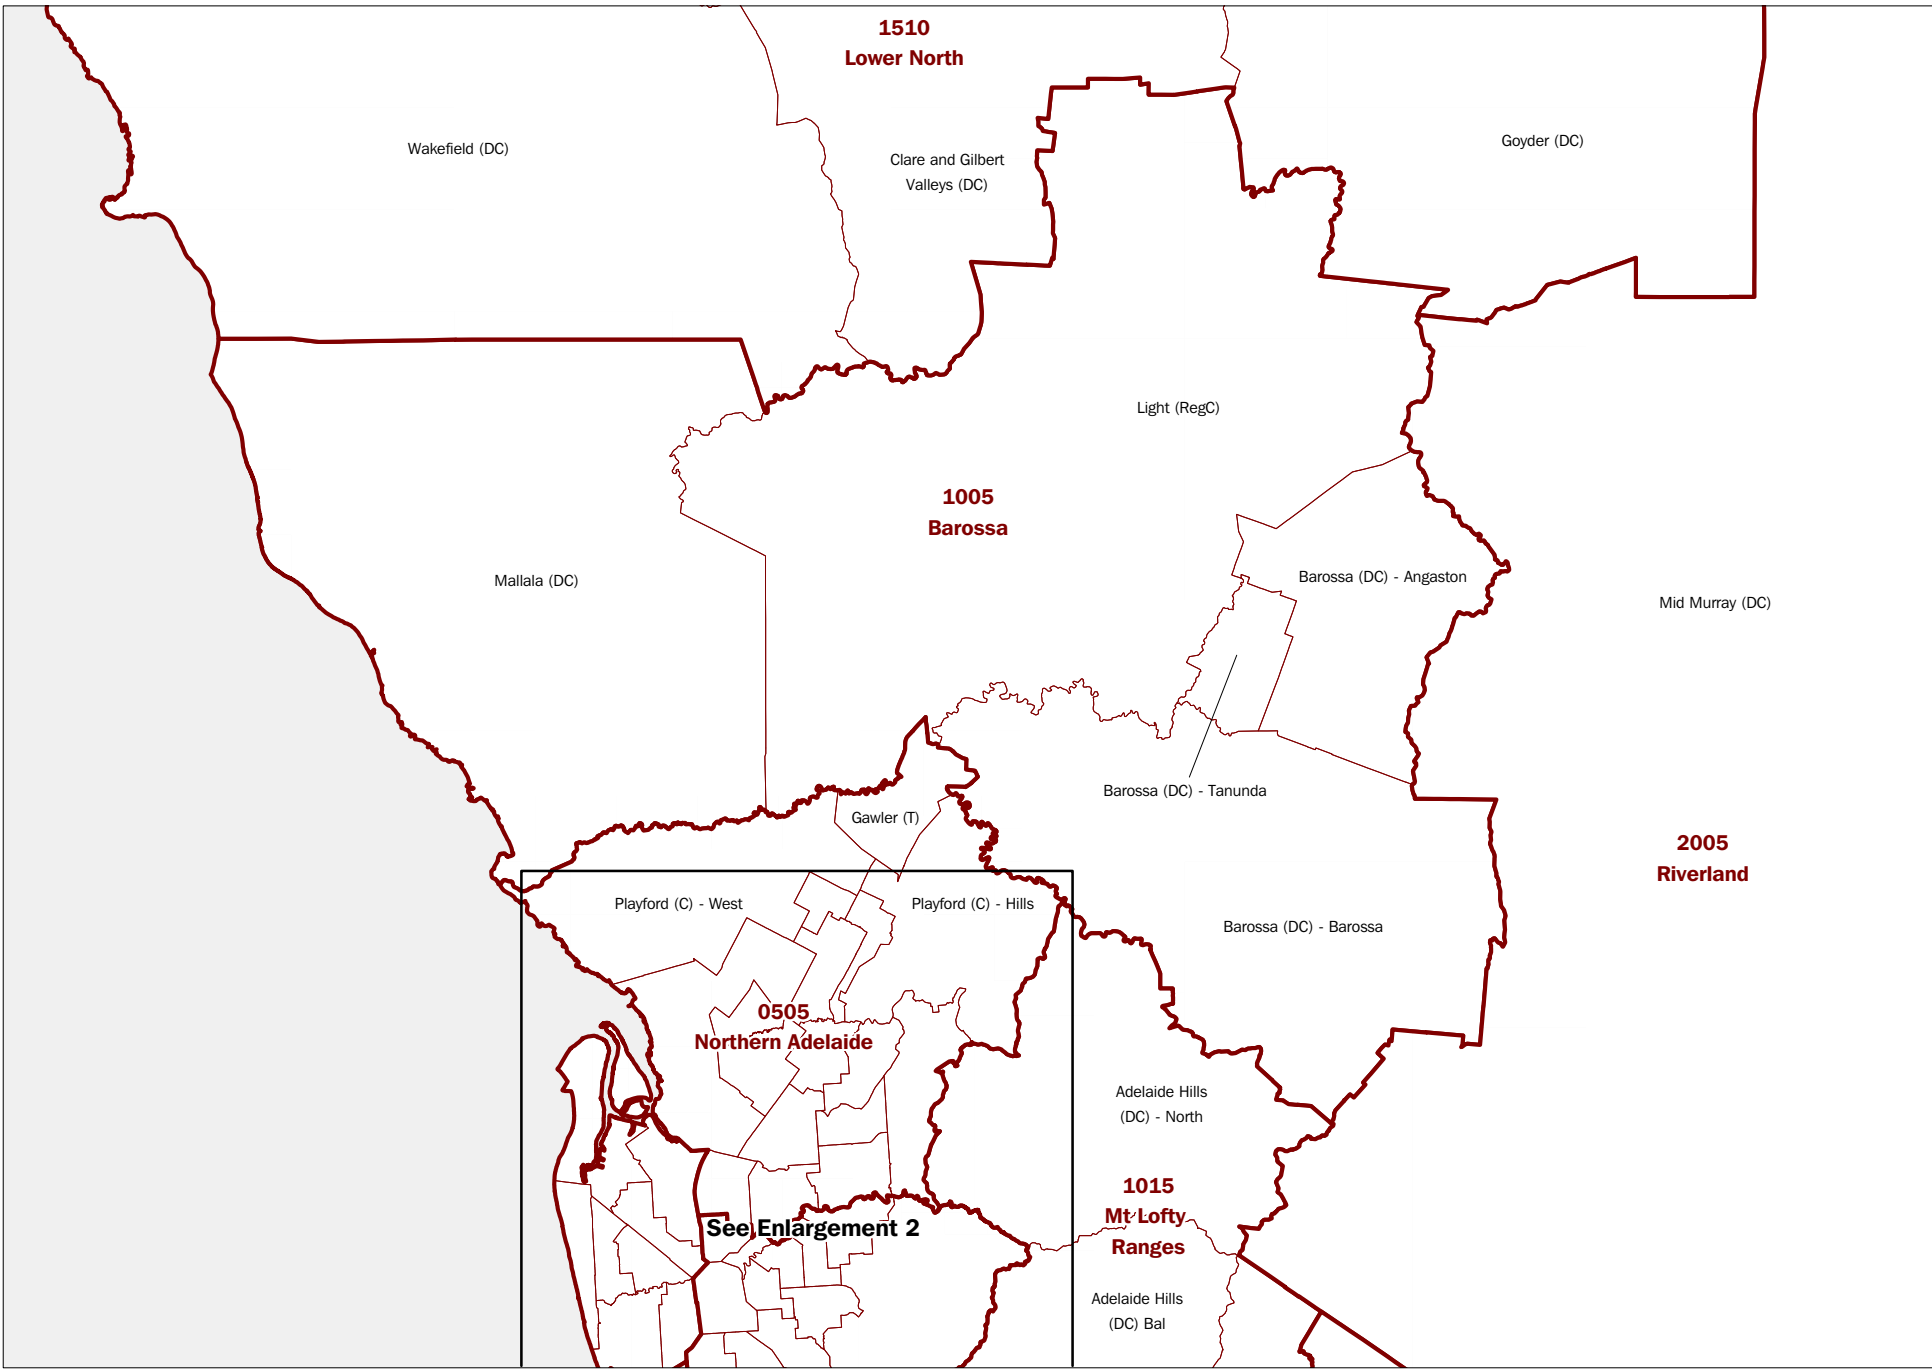 1510
Lower North
Wakefield (DC)
Clare and Gilbert
Valleys (DC)
Goyder (DC)
Light (RegC)
1005
Barossa
Mallala (DC)
Barossa (DC) - Angaston
Mid Murray (DC)
Barossa (DC) - Tanunda
Gawler (T)
2005
Riverland
Playford (C) - West
Playford (C) - Hills
Barossa (DC) - Barossa
0505
Northern Adelaide
Adelaide Hills
(DC) - North
1015
Mt Lofty
Ranges
See Enlargement 2
Adelaide Hills
(DC) Bal